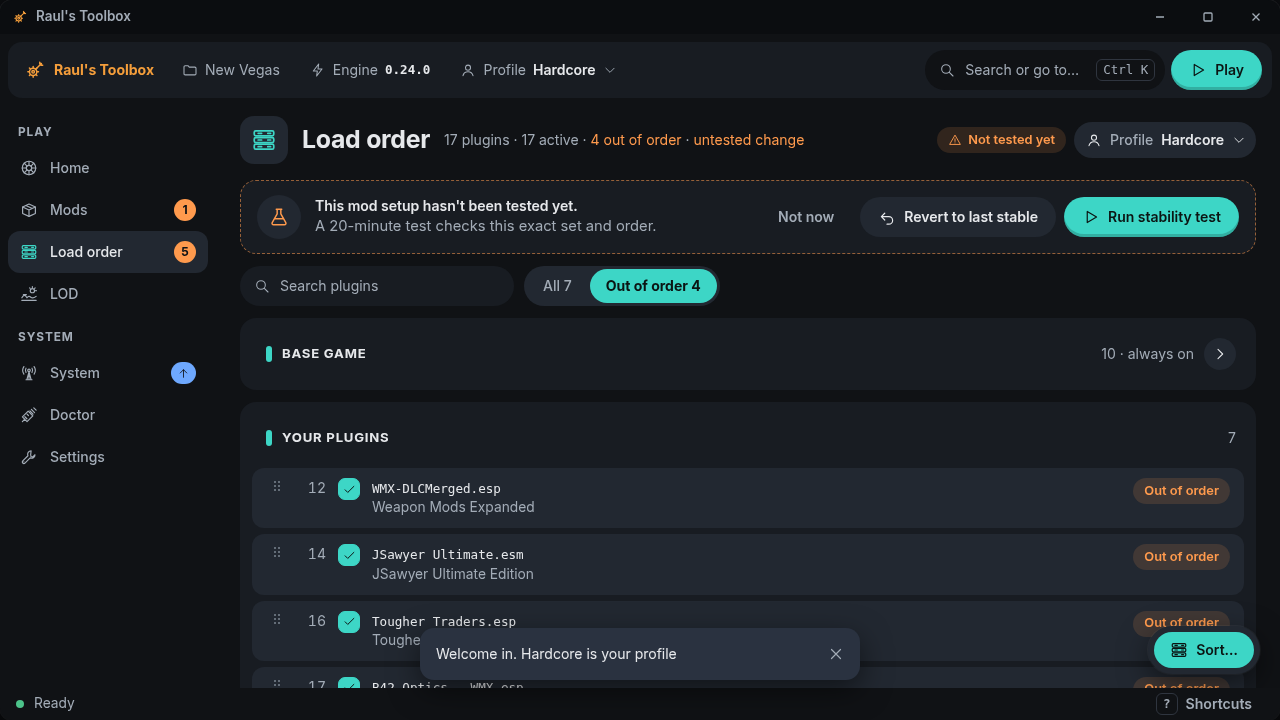 Raul's Toolbox
Raul's Toolbox
New Vegas
Engine 0.24.0
Profile Hardcore
Search or go to...
Ctrl K
Play
PLAY
Home
Mods 1
Load order 5
LOD
SYSTEM
System
Doctor
Settings
Load order
17 plugins · 17 active · 4 out of order · untested change
Not tested yet
Profile Hardcore
This mod setup hasn't been tested yet.
A 20-minute test checks this exact set and order.
Not now
Revert to last stable
Run stability test
Search plugins
All 7
Out of order 4
BASE GAME
10 · always on
YOUR PLUGINS
7
12
WMX-DLCMerged.esp
Weapon Mods Expanded
Out of order
14
JSawyer Ultimate.esm
JSawyer Ultimate Edition
Out of order
16
Tougher Traders.esp
Toughe
Out of order
17
Out of order
Welcome in. Hardcore is your profile
Sort...
Ready
? Shortcuts